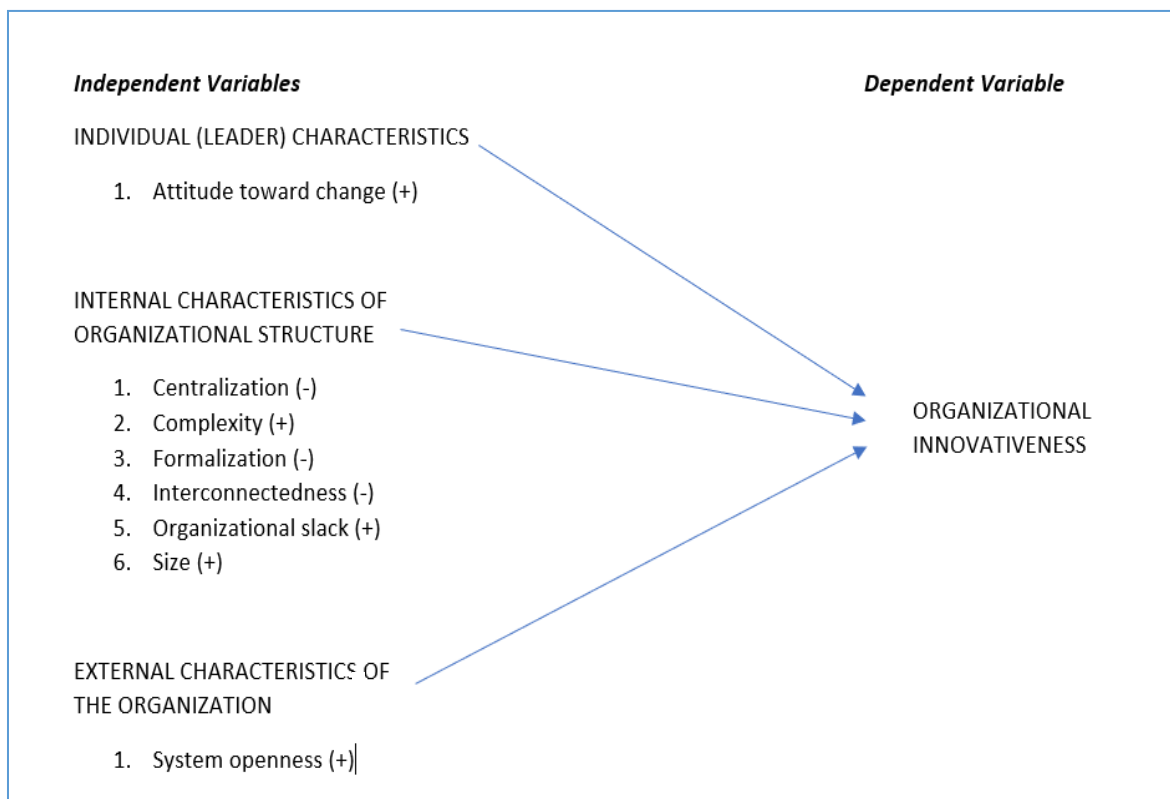 Independent Variables
Dependent Variable
INDIVIDUAL (LEADER) CHARACTERISTICS
1. Attitude toward change (+)
INTERNAL CHARACTERISTICS OF
ORGANIZATIONAL STRUCTURE
1. Centralization (-)
2. Complexity (+)
3. Formalization (-)
4. Interconnectedness (-)
5. Organizational slack (+)
6. Size (+)
ORGANIZATIONAL
INNOVATIVENESS
EXTERNAL CHARACTERISTICS OF
THE ORGANIZATION
1. System openness (+)